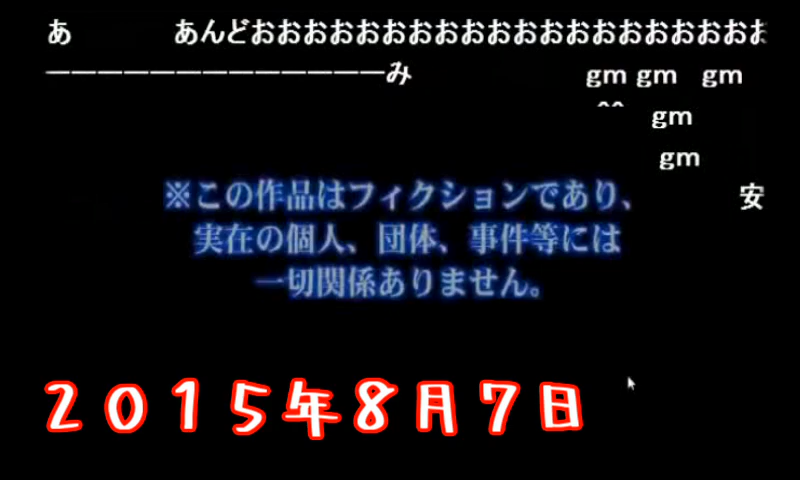 あ あんどおおおおおおおおおおおおおおおおおおおお
ーーーーーーーーーーーーーみ gm gm gm
^^ gm
gm
※この作品はフィクションであり、 安
実在の個人、団体、事件等には
一切関係ありません。
2015年8月7日